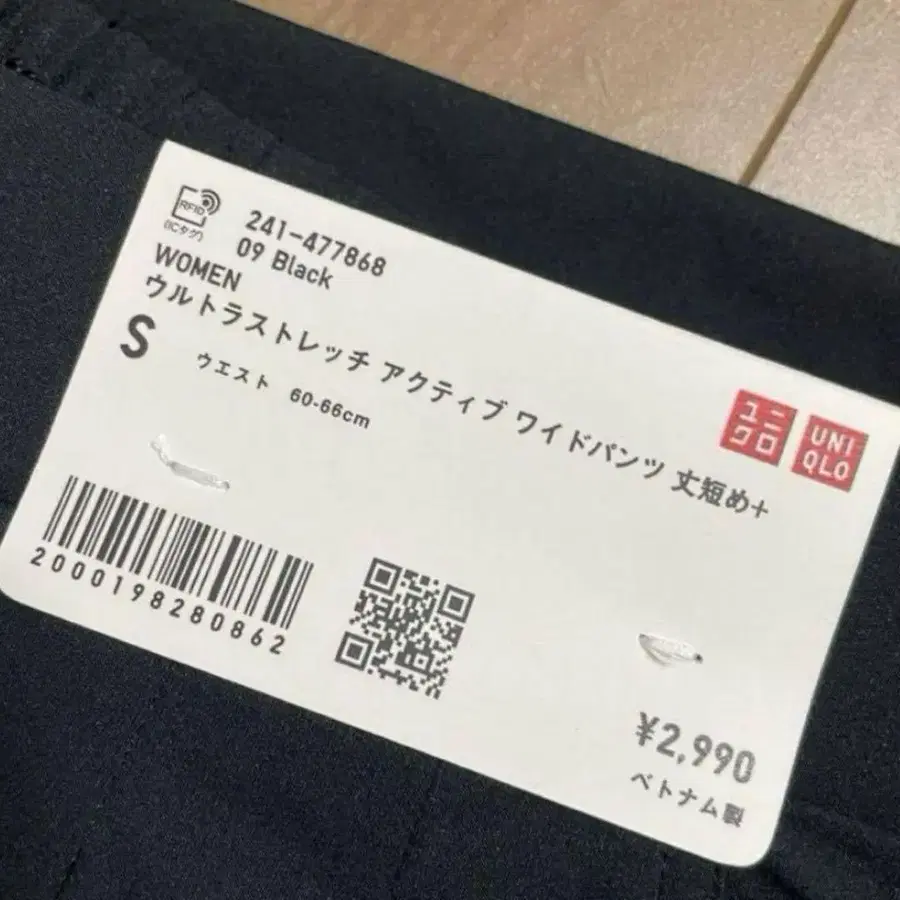 RFID
(ICタグ)
241-477868
09 Black
WOMEN
ウルトラストレッチ アクティブ ワイドパンツ 丈短め+
S
ウエスト 60-66cm
ユニクロ
UNIQLO
2000198280862
¥2,990
ベトナム製